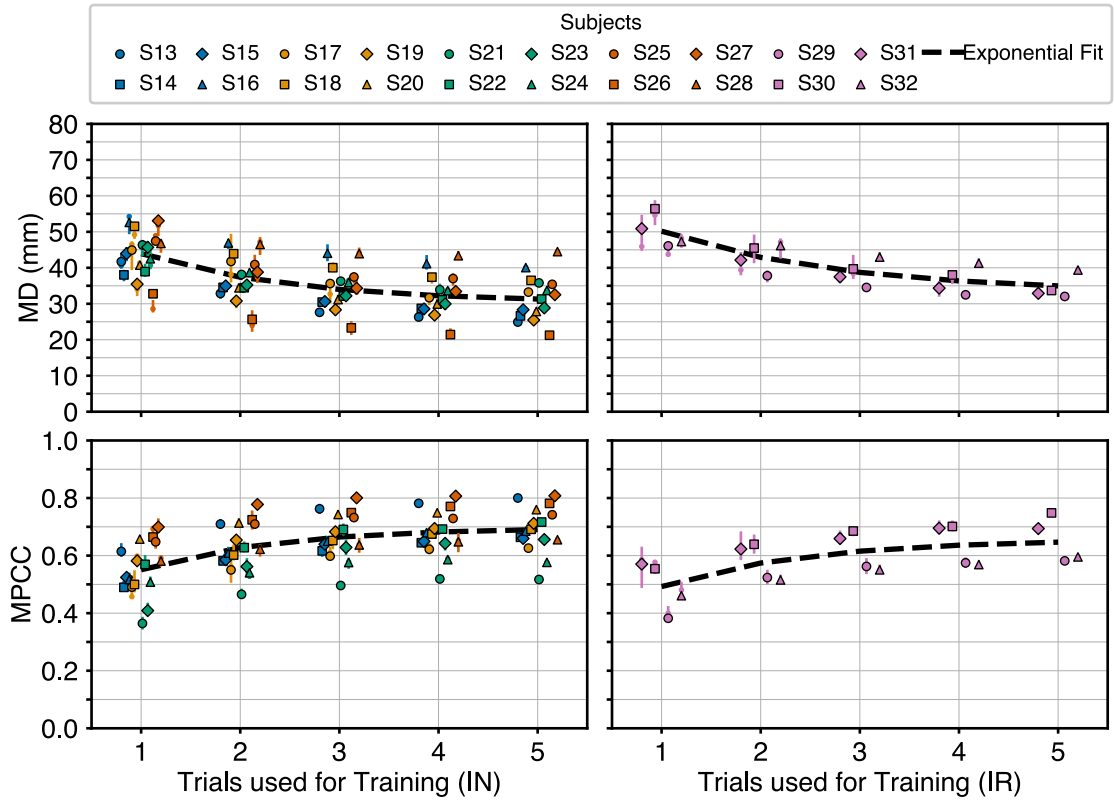 Subjects
S13 S15 S17 S19 S21 S23 S25 S27 S29 S31 Exponential Fit
S14 S16 S18 S20 S22 S24 S26 S28 S30 S32
MD (mm)
80
70
60
50
40
30
20
10
0
MPCC
1.0
0.8
0.6
0.4
0.2
0.0
1 2 3 4 5
1 2 3 4 5
Trials used for Training (IN)
Trials used for Training (IR)